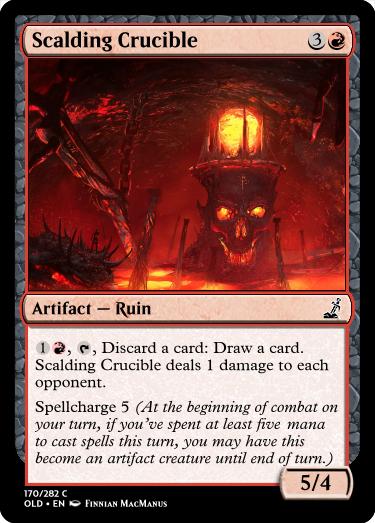 Scalding Crucible 3
Artifact — Ruin
1 , , Discard a card: Draw a card.
Scalding Crucible deals 1 damage to each
opponent.
Spellcharge 5 (At the beginning of combat on
your turn, if you've spent at least five mana
to cast spells this turn, you may have this
become an artifact creature until end of turn.)
5/4
170/282 C
OLD • EN Finnian MacManus